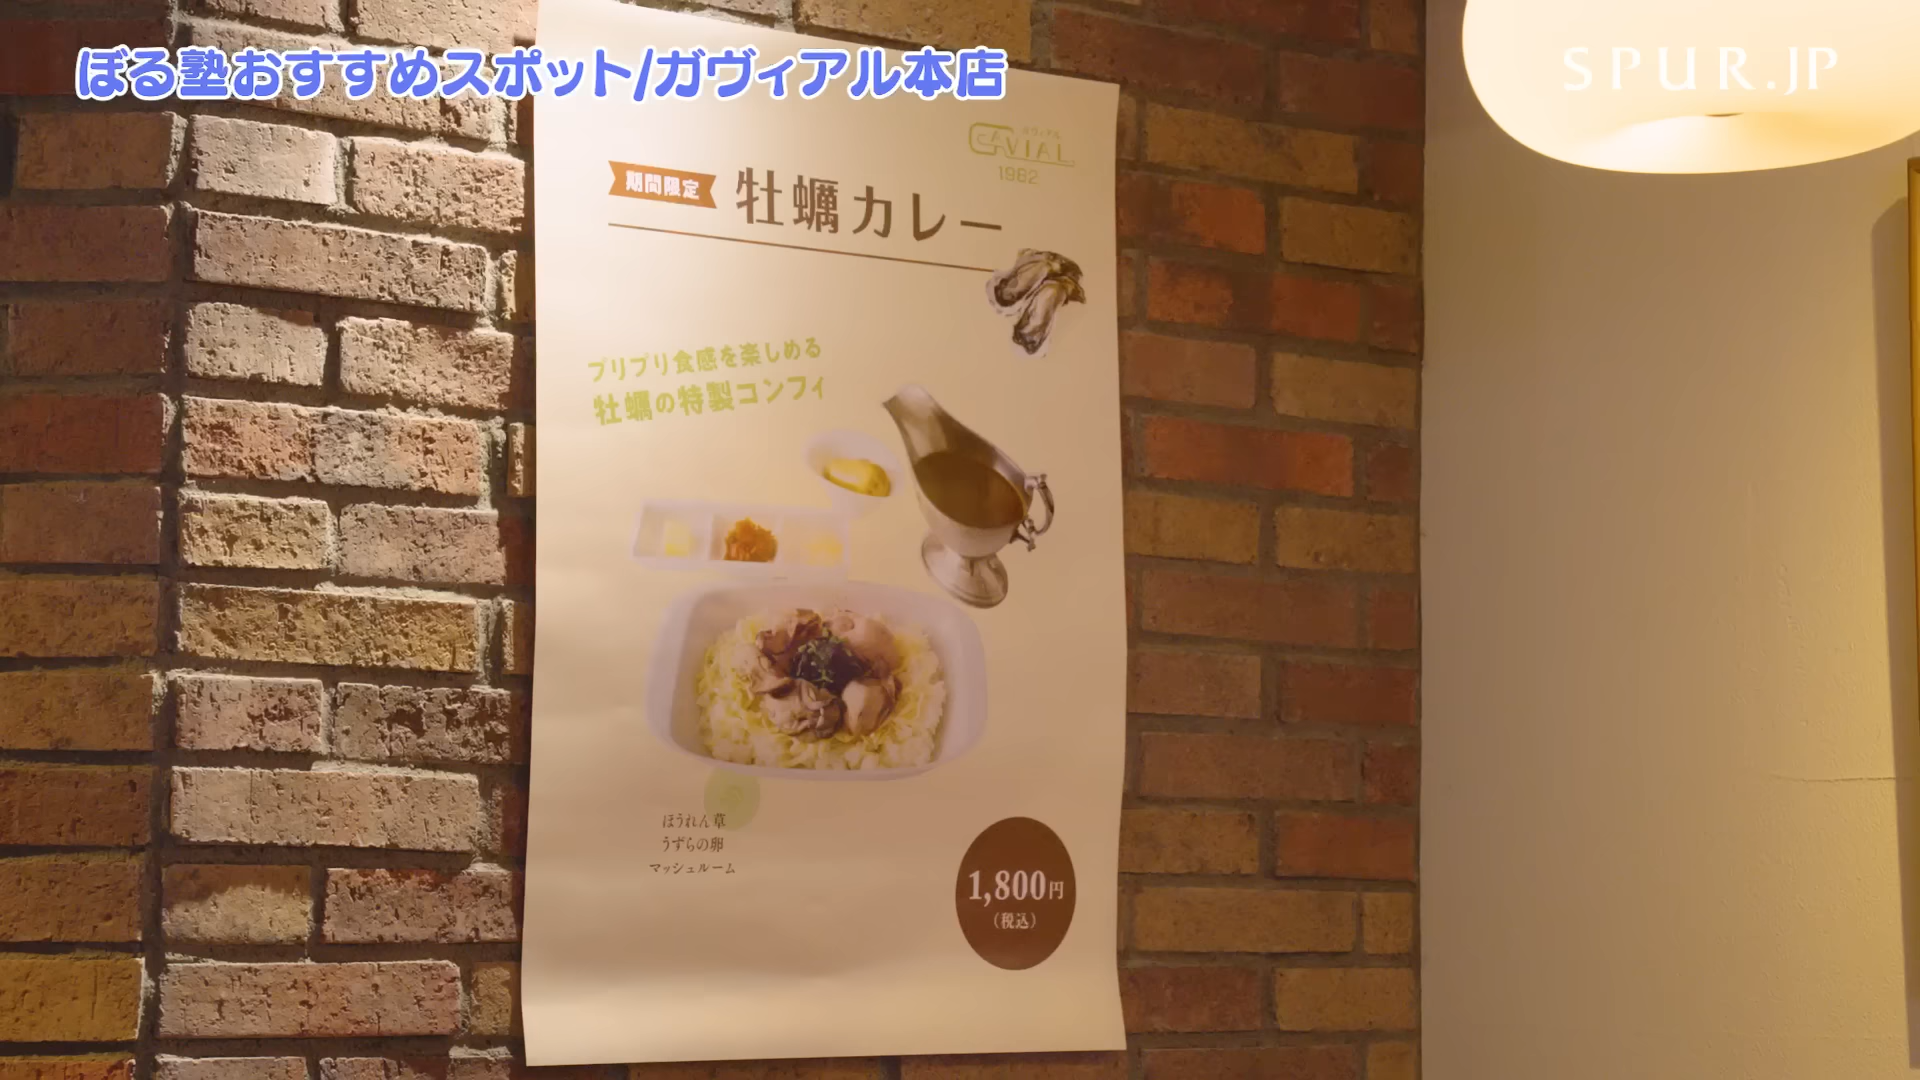 ぼる塾おすすめスポット/ガヴィアル本店
SPUR.JP
ガヴィアル
GAVIAL
1982
期間限定 牡蠣カレー
プリプリ食感を楽しめる
牡蠣の特製コンフィ
ほうれん草
うずらの卵
マッシュルーム
1,800円
(税込)